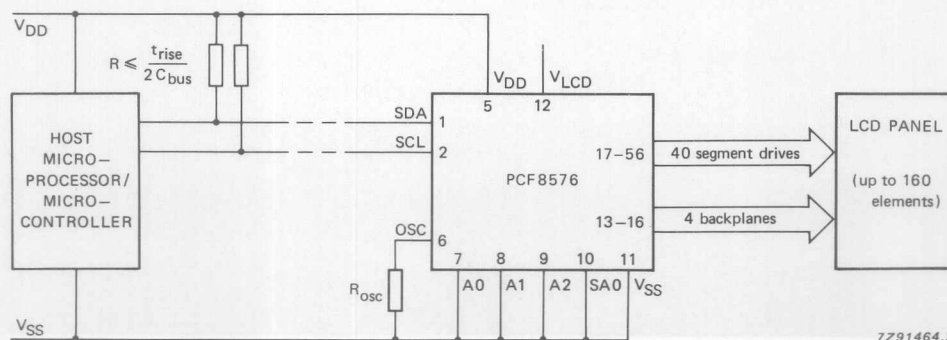 VDD
R ⩽ trise
2 Cbus
HOST
MICRO—
PROCESSOR/
MICRO—
CONTROLLER
SDA
SCL
OSC
Rosc
VSS
5
VDD
12
VLCD
1
2
6
PCF8576
17–56
13–16
7
8
9
10
11
A0
A1
A2
SA0
VSS
40 segment drives
4 backplanes
LCD PANEL
(up to 160
elements)
7Z91464.